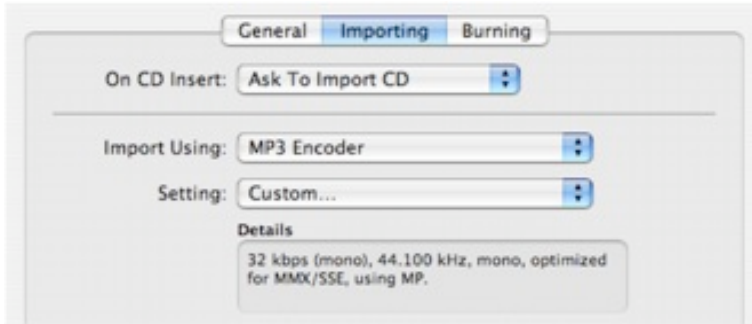 General Importing Burning
On CD Insert: Ask To Import CD
Import Using: MP3 Encoder
Setting: Custom...
Details
32 kbps (mono), 44.100 kHz, mono, optimized
for MMX/SSE, using MP.